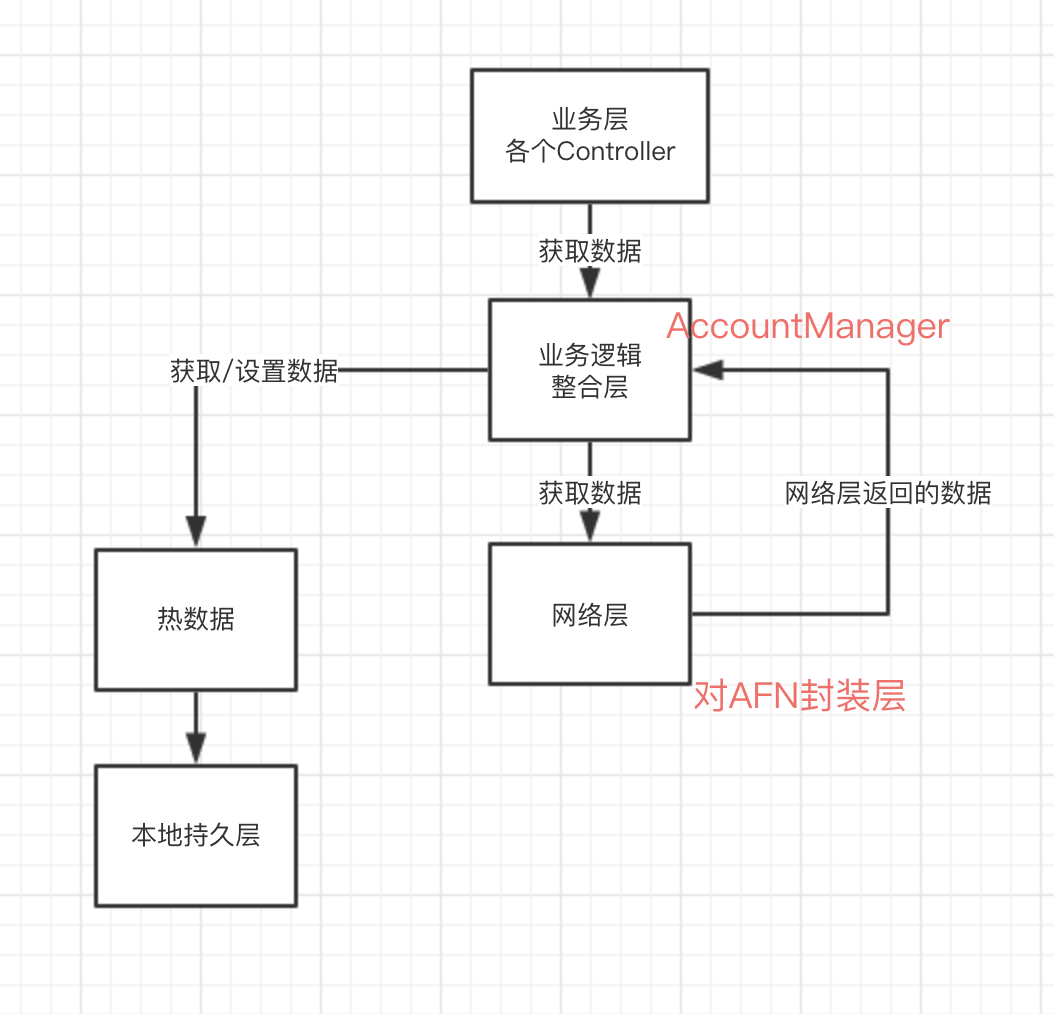 业务层
各个Controller
获取数据
AccountManager
业务逻辑
整合层
获取/设置数据
获取数据
网络层返回的数据
热数据
网络层
对AFN封装层
本地持久层